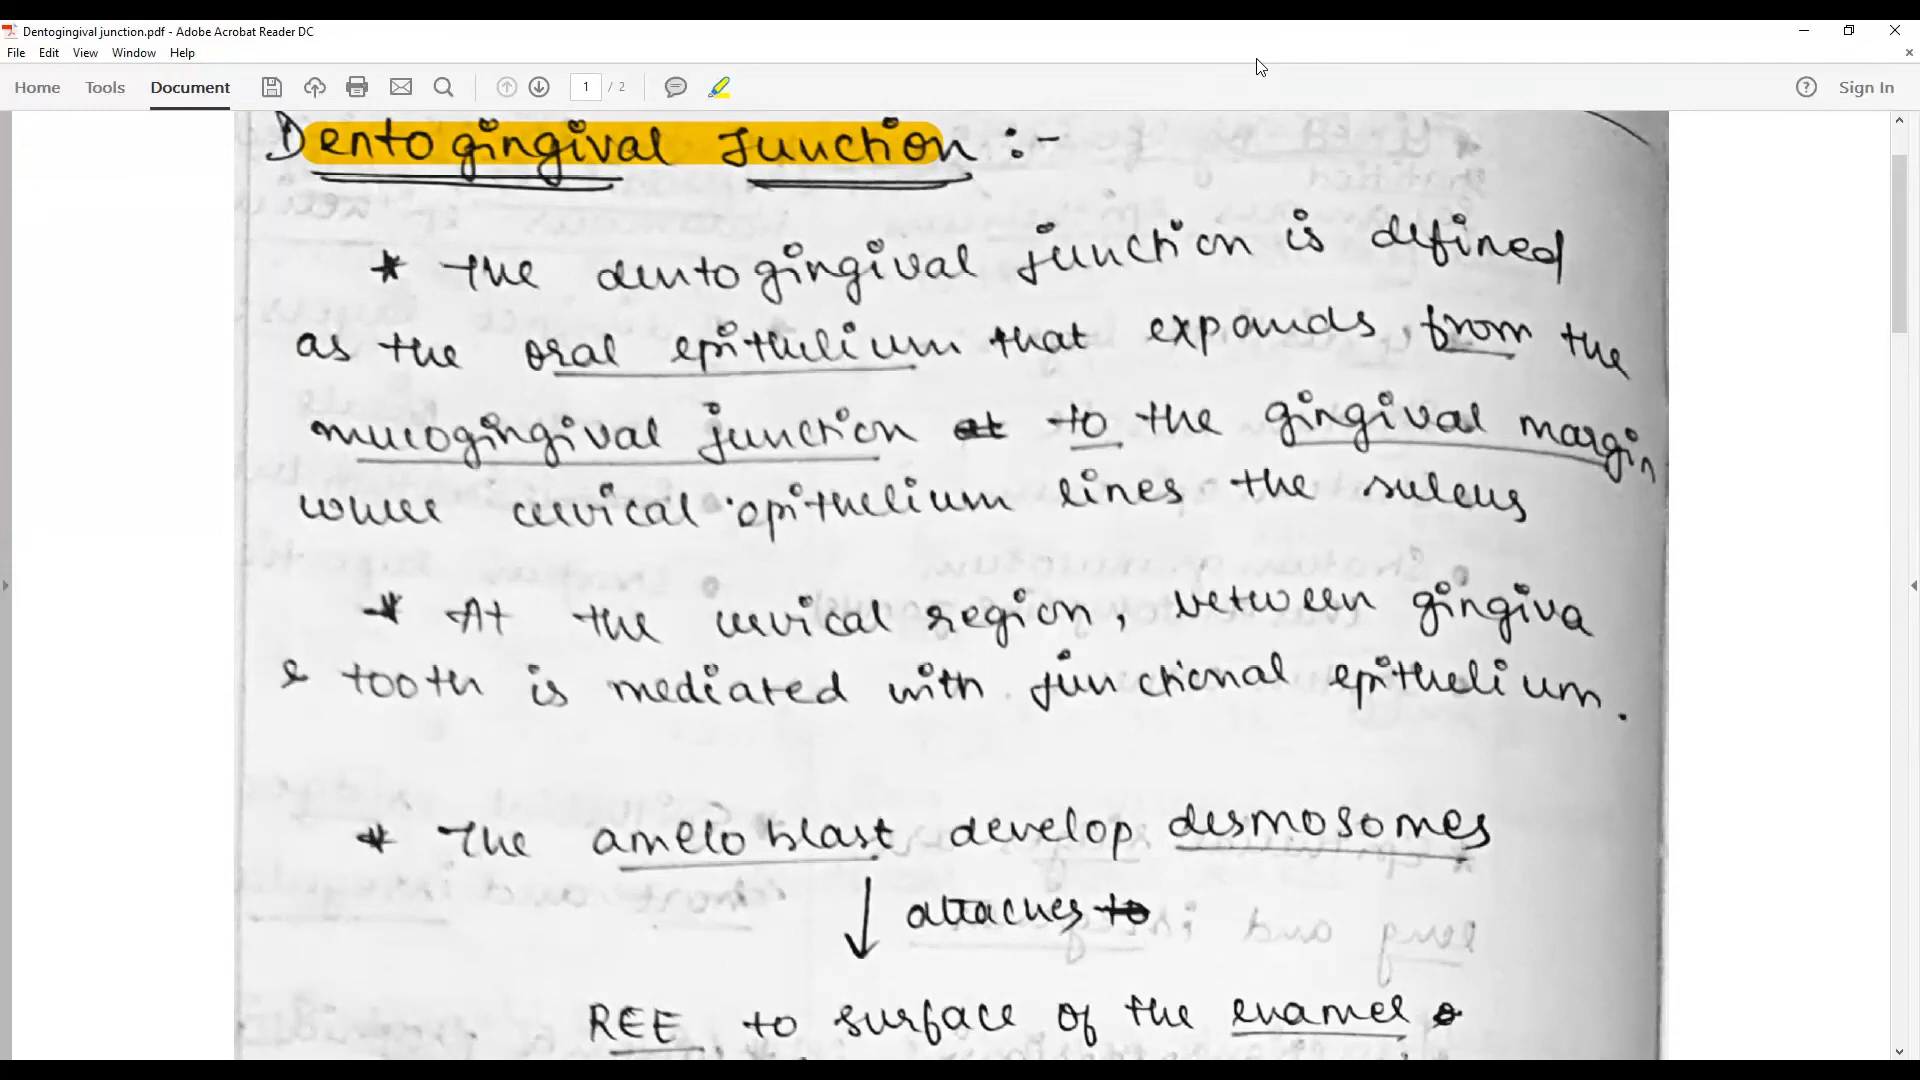 Dentogingival junction.pdf - Adobe Acrobat Reader DC
File Edit View Window Help
Home Tools Document 1 / 2 Sign In
Dentogingival Junction :-
* The dentogingival junction is defined
as the oral epithelium that expands from the
mucogingival junction at to the gingival margin
where cervical epithelium lines the sulcus
* At the cervical region, between gingiva
& tooth is mediated with junctional epithelium.
* The ameloblast develop desmosomes
↓ attaches to
REE to surface of the enamel